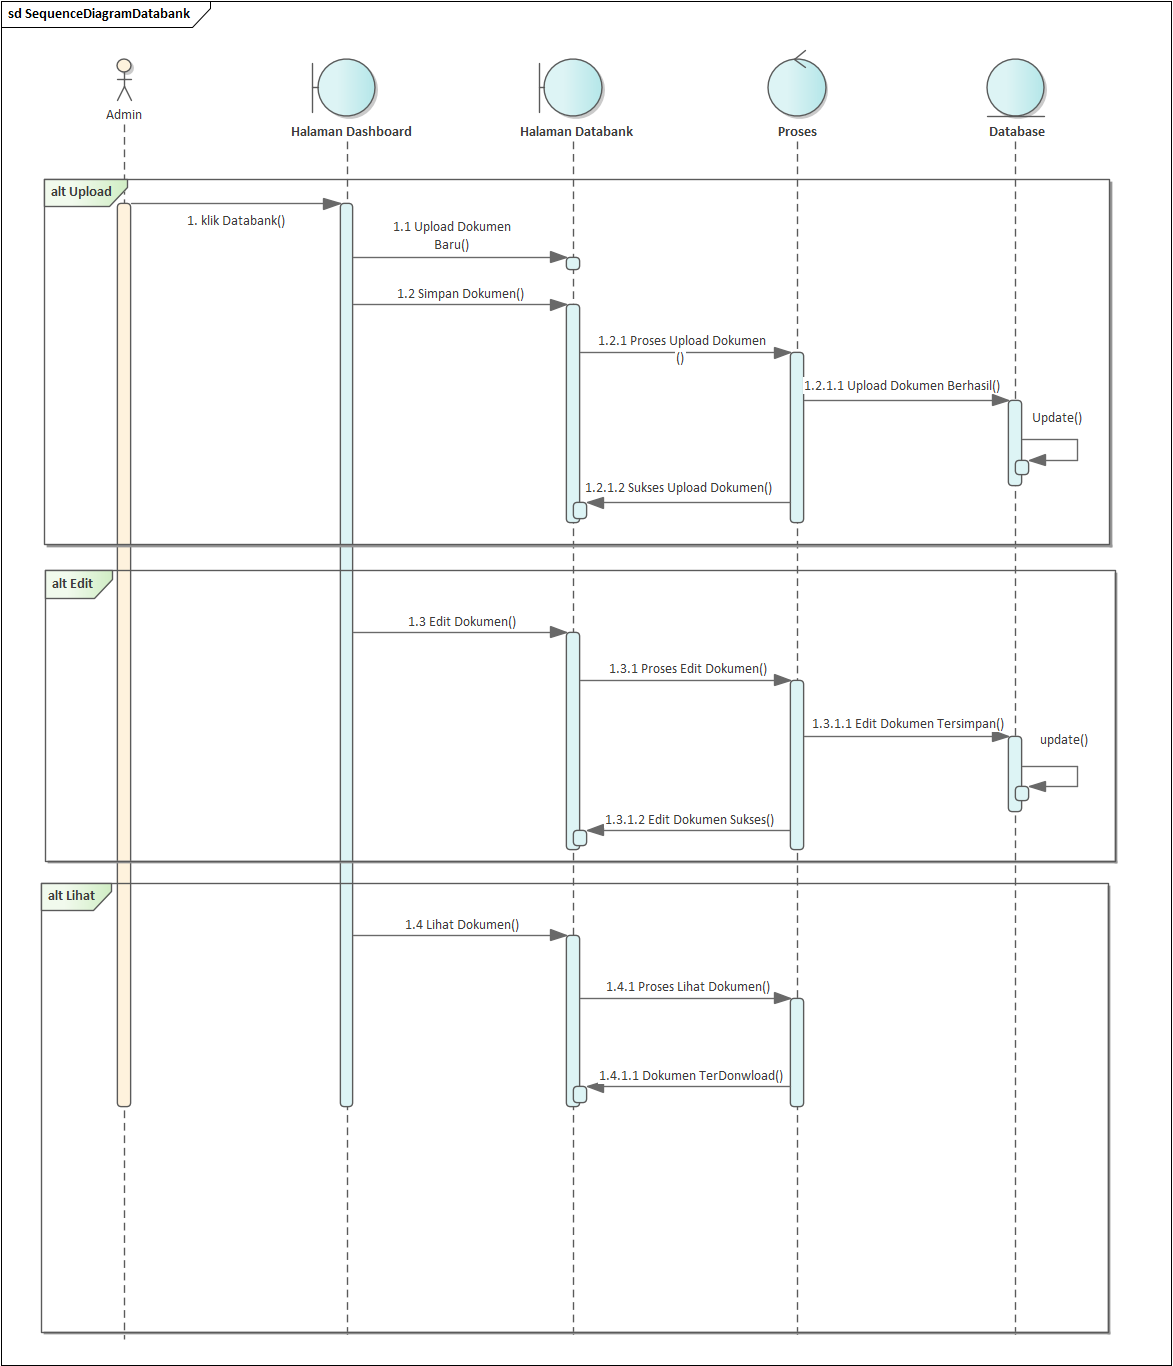 sd SequenceDiagramDatabank
Admin
Halaman Dashboard
Halaman Databank
Proses
Database
alt Upload
1. klik Databank()
1.1 Upload Dokumen
Baru()
1.2 Simpan Dokumen()
1.2.1 Proses Upload Dokumen
()
1.2.1.1 Upload Dokumen Berhasil()
Update()
1.2.1.2 Sukses Upload Dokumen()
alt Edit
1.3 Edit Dokumen()
1.3.1 Proses Edit Dokumen()
1.3.1.1 Edit Dokumen Tersimpan()
update()
1.3.1.2 Edit Dokumen Sukses()
alt Lihat
1.4 Lihat Dokumen()
1.4.1 Proses Lihat Dokumen()
1.4.1.1 Dokumen TerDonwload()